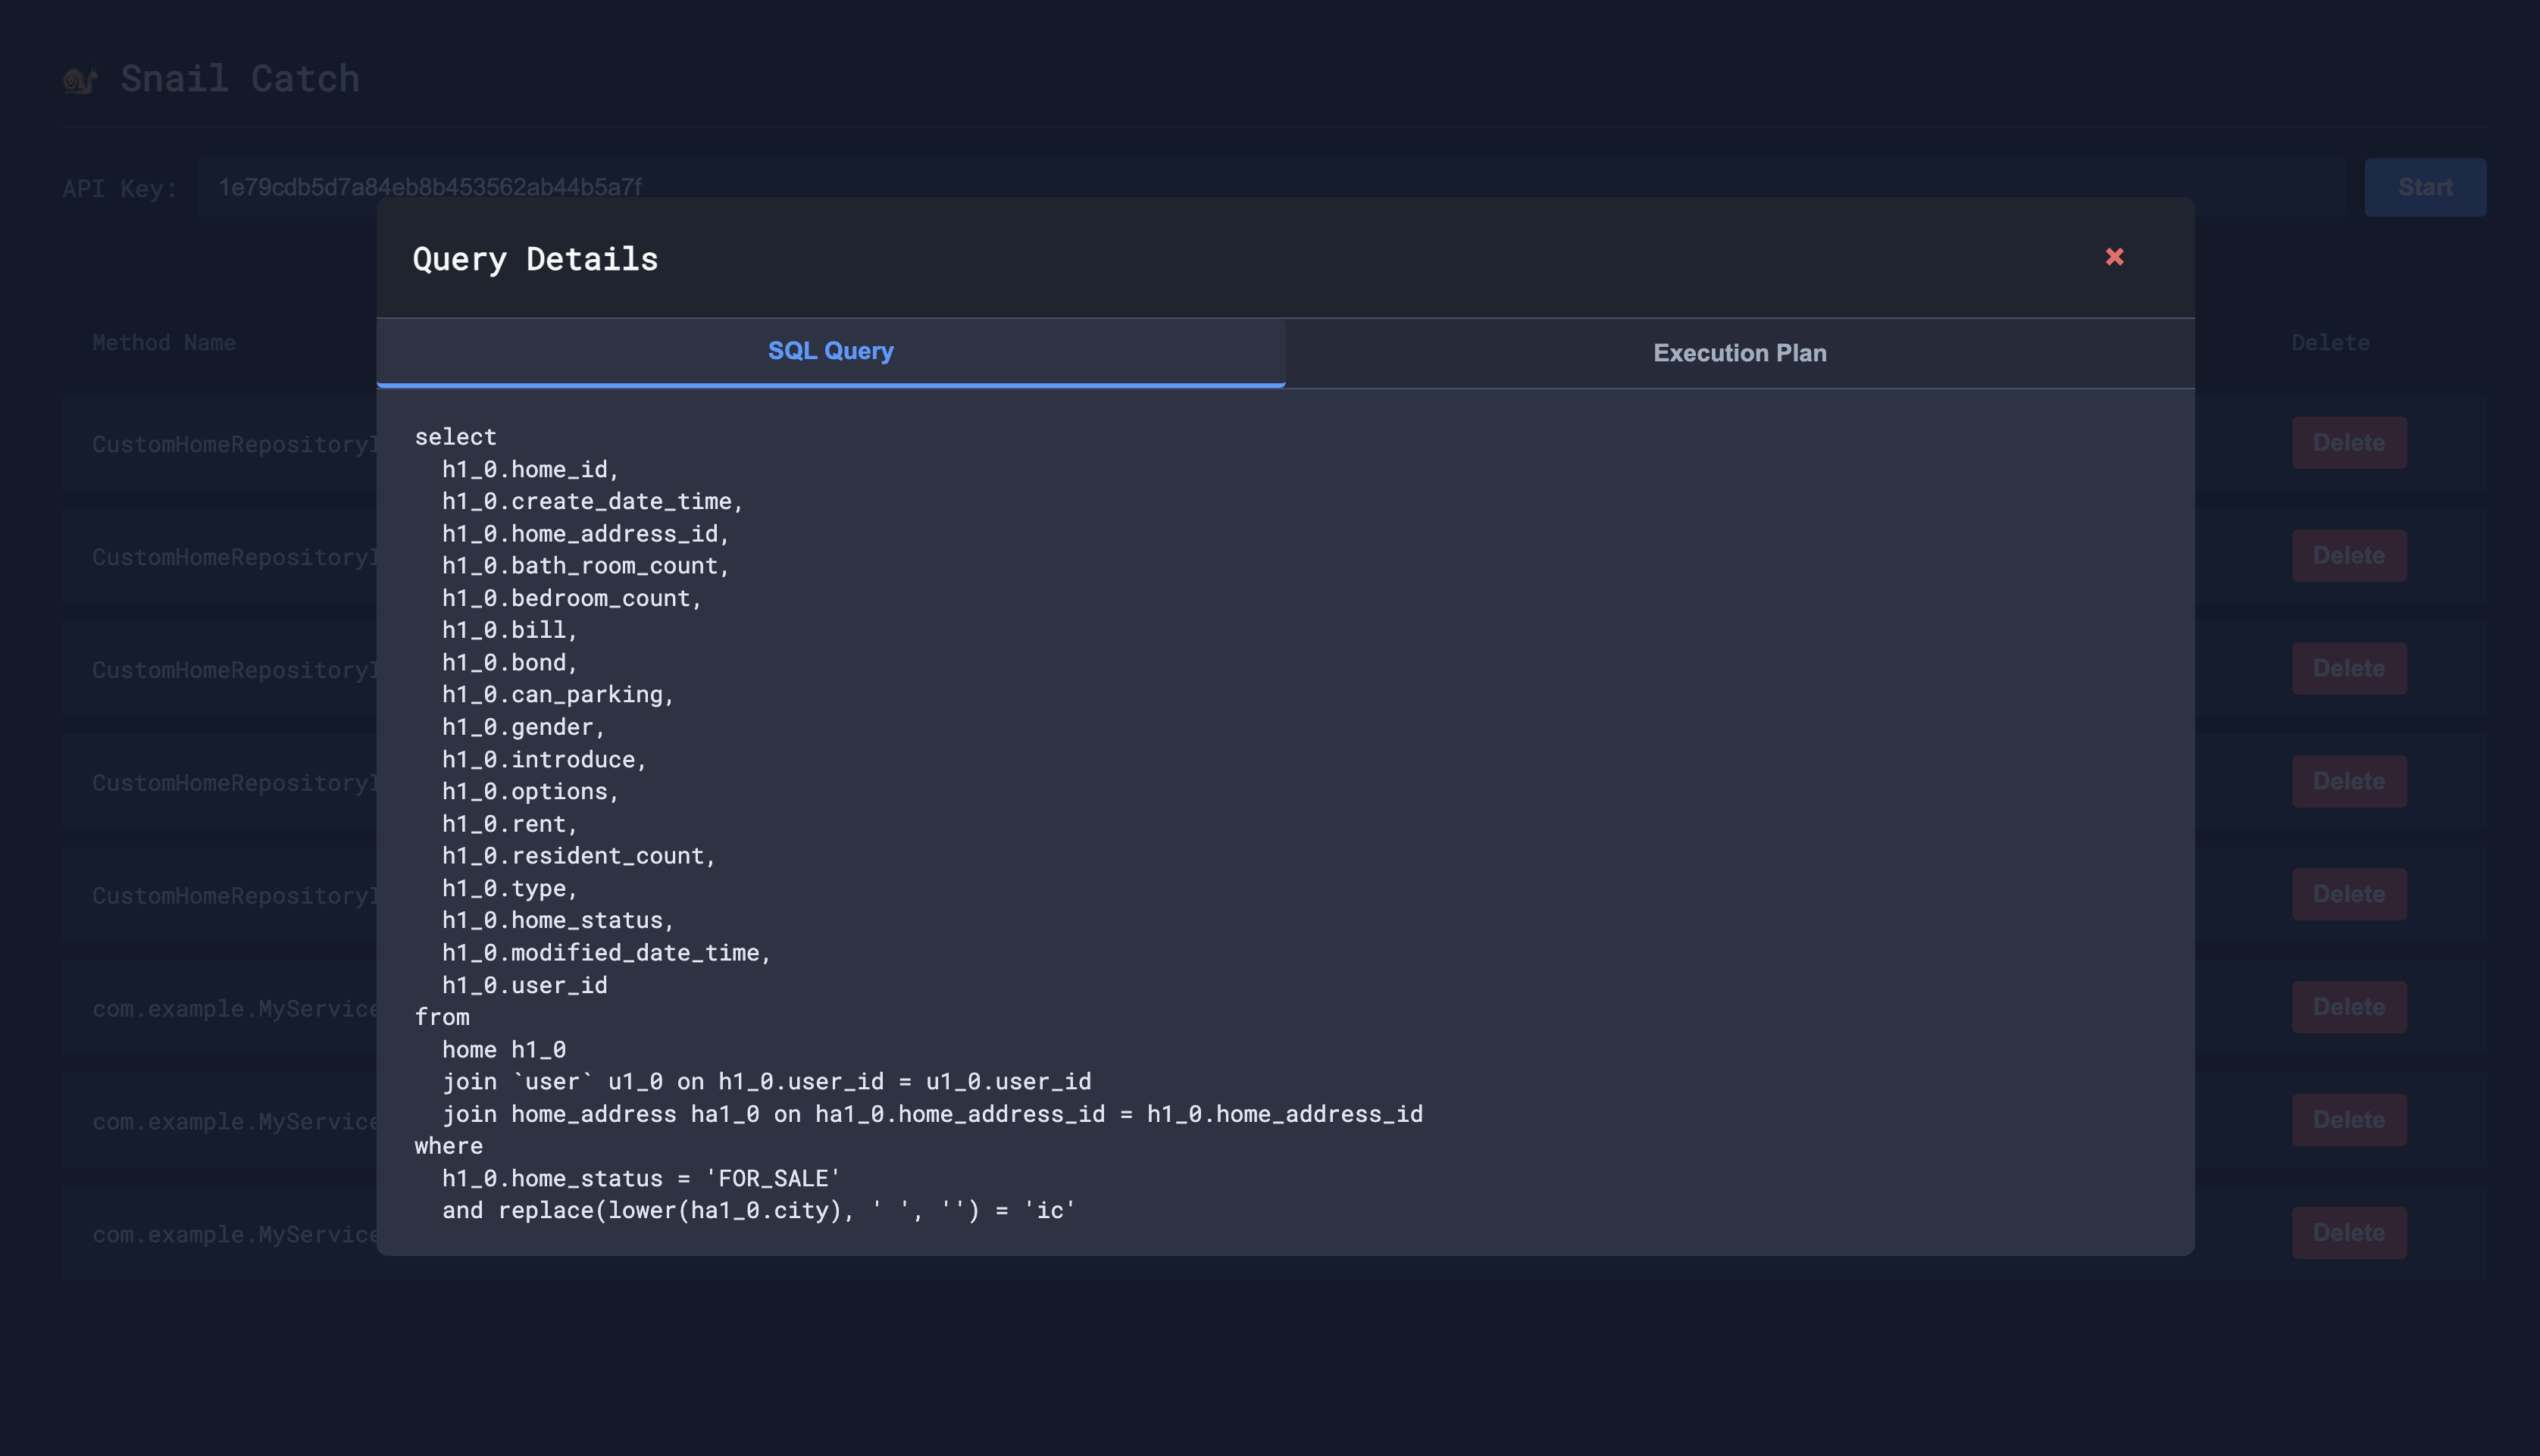 🐌 Snail Catch
API Key: 1e79cdb5d7a84eb8b453562ab44b5a7f Start
Query Details ✖
SQL Query Execution Plan
Method Name Delete
select
  h1_0.home_id,
  h1_0.create_date_time,
  h1_0.home_address_id,
  h1_0.bath_room_count,
  h1_0.bedroom_count,
  h1_0.bill,
  h1_0.bond,
  h1_0.can_parking,
  h1_0.gender,
  h1_0.introduce,
  h1_0.options,
  h1_0.rent,
  h1_0.resident_count,
  h1_0.type,
  h1_0.home_status,
  h1_0.modified_date_time,
  h1_0.user_id
from
  home h1_0
  join `user` u1_0 on h1_0.user_id = u1_0.user_id
  join home_address ha1_0 on ha1_0.home_address_id = h1_0.home_address_id
where
  h1_0.home_status = 'FOR_SALE'
  and replace(lower(ha1_0.city), ' ', '') = 'ic'
CustomHomeRepository Delete
CustomHomeRepository Delete
CustomHomeRepository Delete
CustomHomeRepository Delete
CustomHomeRepository Delete
com.example.MyService Delete
com.example.MyService Delete
com.example.MyService Delete